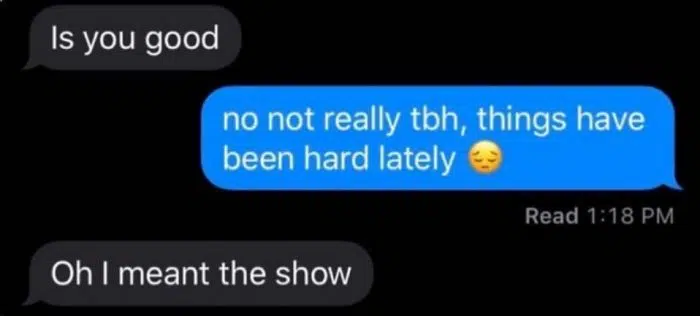 Is you good
no not really tbh, things have
been hard lately 😔
Read 1:18 PM
Oh I meant the show